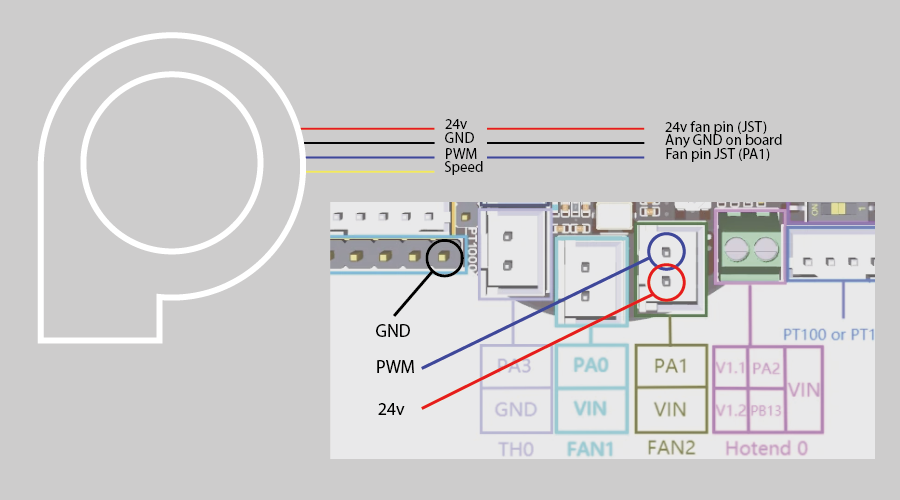 24v 24v fan pin (JST)
GND Any GND on board
PWM Fan pin JST (PA1)
Speed
PT1000
ON 1
GND
PWM
24v
PT100 or PT1
PA3 PA0 PA1 V1.1 PA2 VIN
GND VIN VIN V1.2 PB13
TH0 FAN1 FAN2 Hotend 0